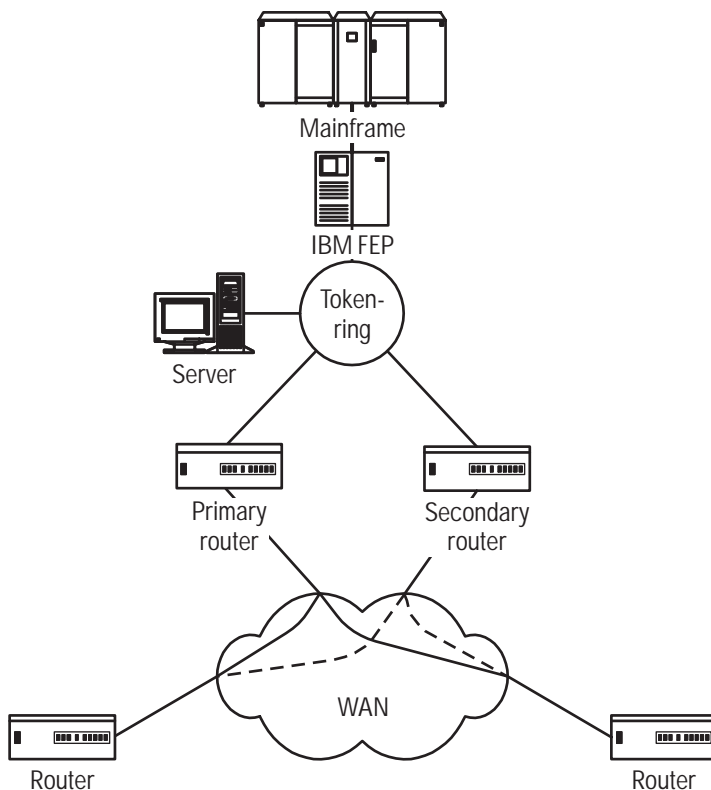 Mainframe
IBM FEP
Token-
ring
Server
Primary
router
Secondary
router
WAN
Router
Router